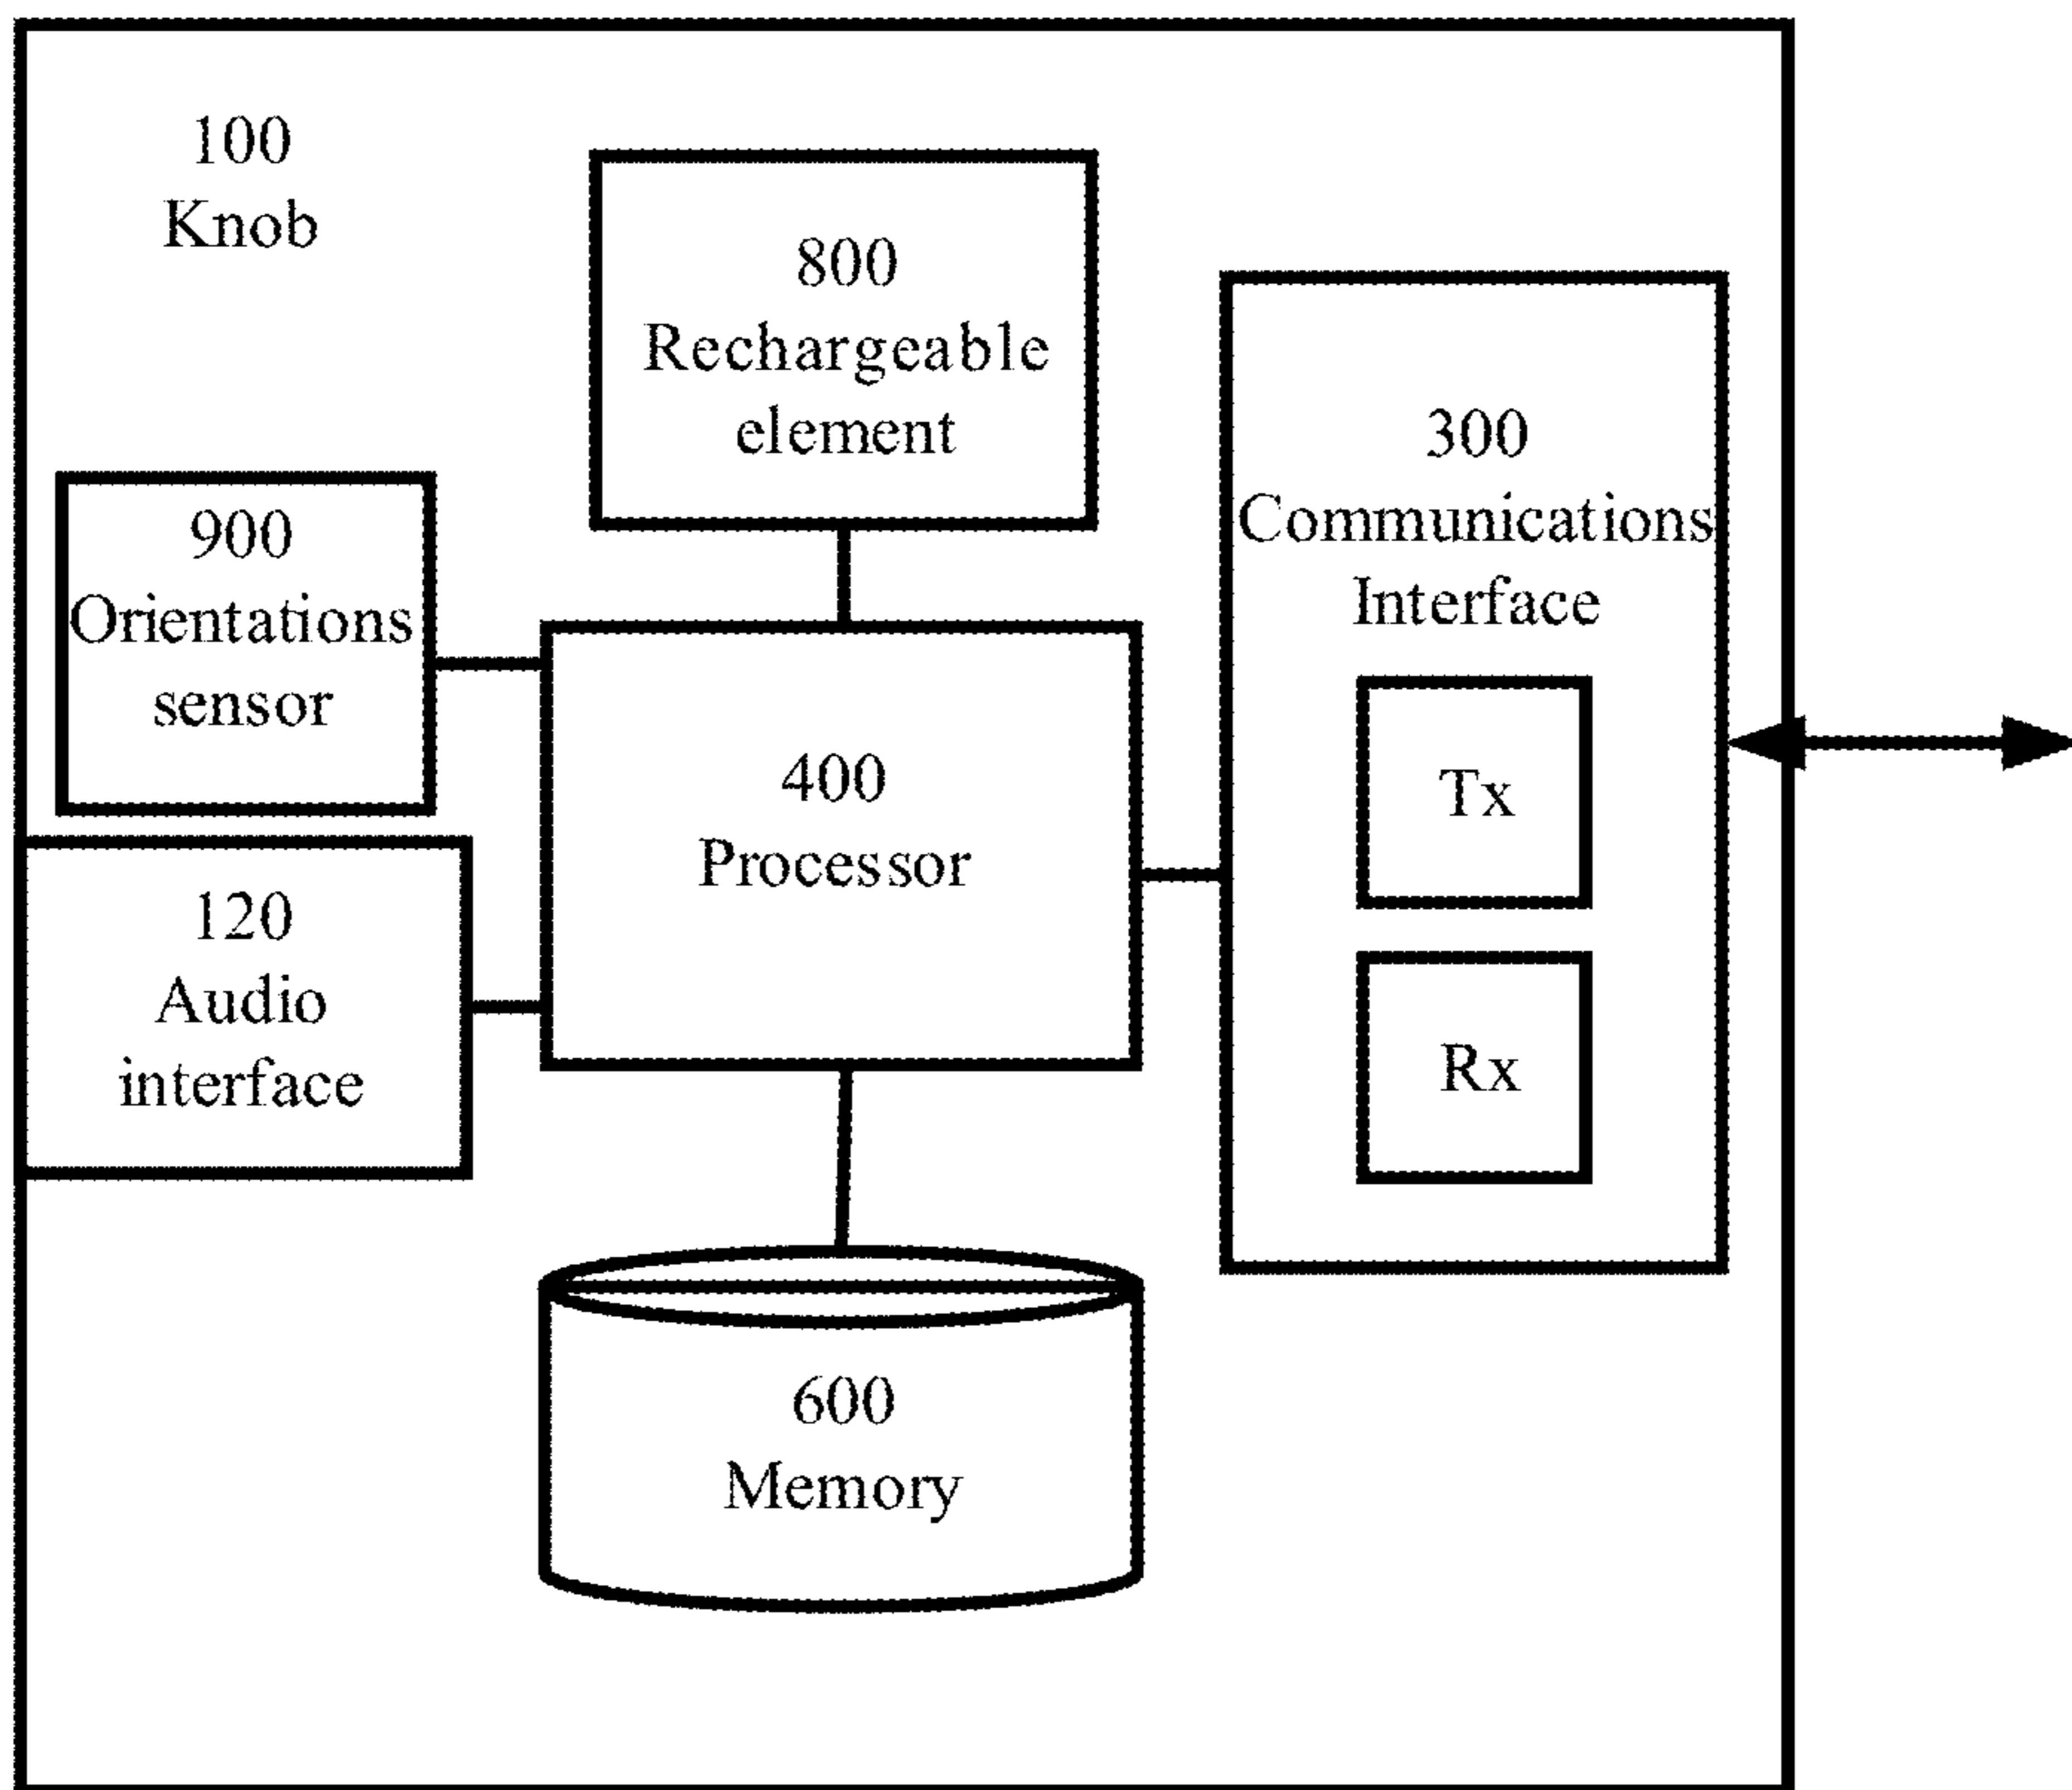 100
Knob
800
Rechargeable
element
900
Orientations
sensor
300
Communications
Interface
400
Processor
Tx
120
Audio
interface
Rx
600
Memory